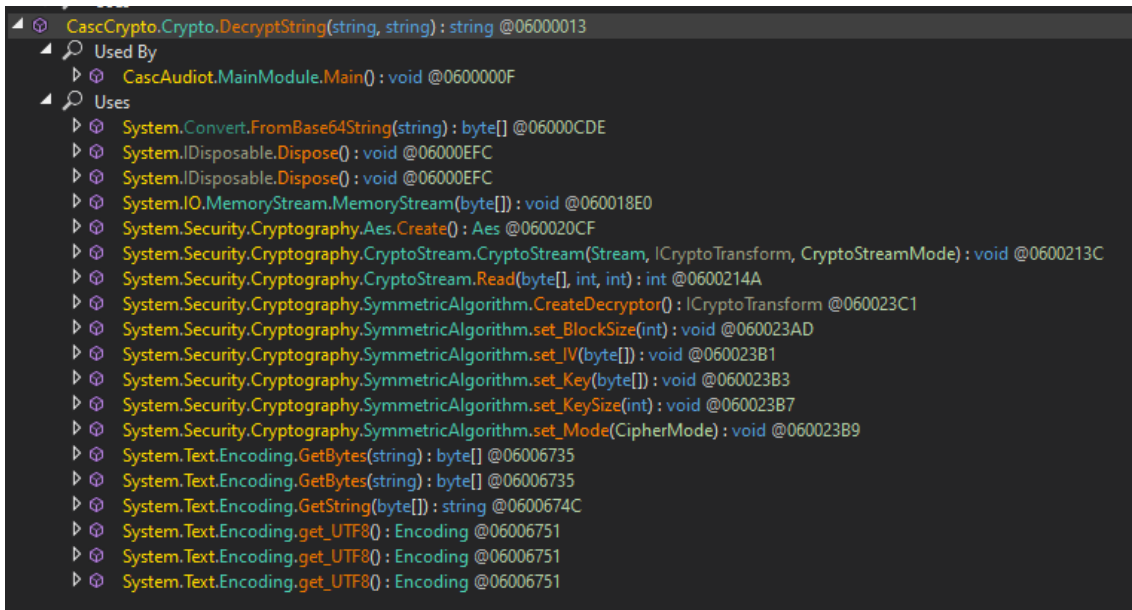 CascCrypto.Crypto.DecryptString(string, string) : string @06000013
Used By
CascAudiot.MainModule.Main() : void @0600000F
Uses
System.Convert.FromBase64String(string) : byte[] @06000CDE
System.IDisposable.Dispose() : void @06000EFC
System.IDisposable.Dispose() : void @06000EFC
System.IO.MemoryStream.MemoryStream(byte[]) : void @060018E0
System.Security.Cryptography.Aes.Create() : Aes @060020CF
System.Security.Cryptography.CryptoStream.CryptoStream(Stream, ICryptoTransform, CryptoStreamMode) : void @0600213C
System.Security.Cryptography.CryptoStream.Read(byte[], int, int) : int @0600214A
System.Security.Cryptography.SymmetricAlgorithm.CreateDecryptor() : ICryptoTransform @060023C1
System.Security.Cryptography.SymmetricAlgorithm.set_BlockSize(int) : void @060023AD
System.Security.Cryptography.SymmetricAlgorithm.set_IV(byte[]) : void @060023B1
System.Security.Cryptography.SymmetricAlgorithm.set_Key(byte[]) : void @060023B3
System.Security.Cryptography.SymmetricAlgorithm.set_KeySize(int) : void @060023B7
System.Security.Cryptography.SymmetricAlgorithm.set_Mode(CipherMode) : void @060023B9
System.Text.Encoding.GetBytes(string) : byte[] @06006735
System.Text.Encoding.GetBytes(string) : byte[] @06006735
System.Text.Encoding.GetString(byte[]) : string @0600674C
System.Text.Encoding.get_UTF8() : Encoding @06006751
System.Text.Encoding.get_UTF8() : Encoding @06006751
System.Text.Encoding.get_UTF8() : Encoding @06006751